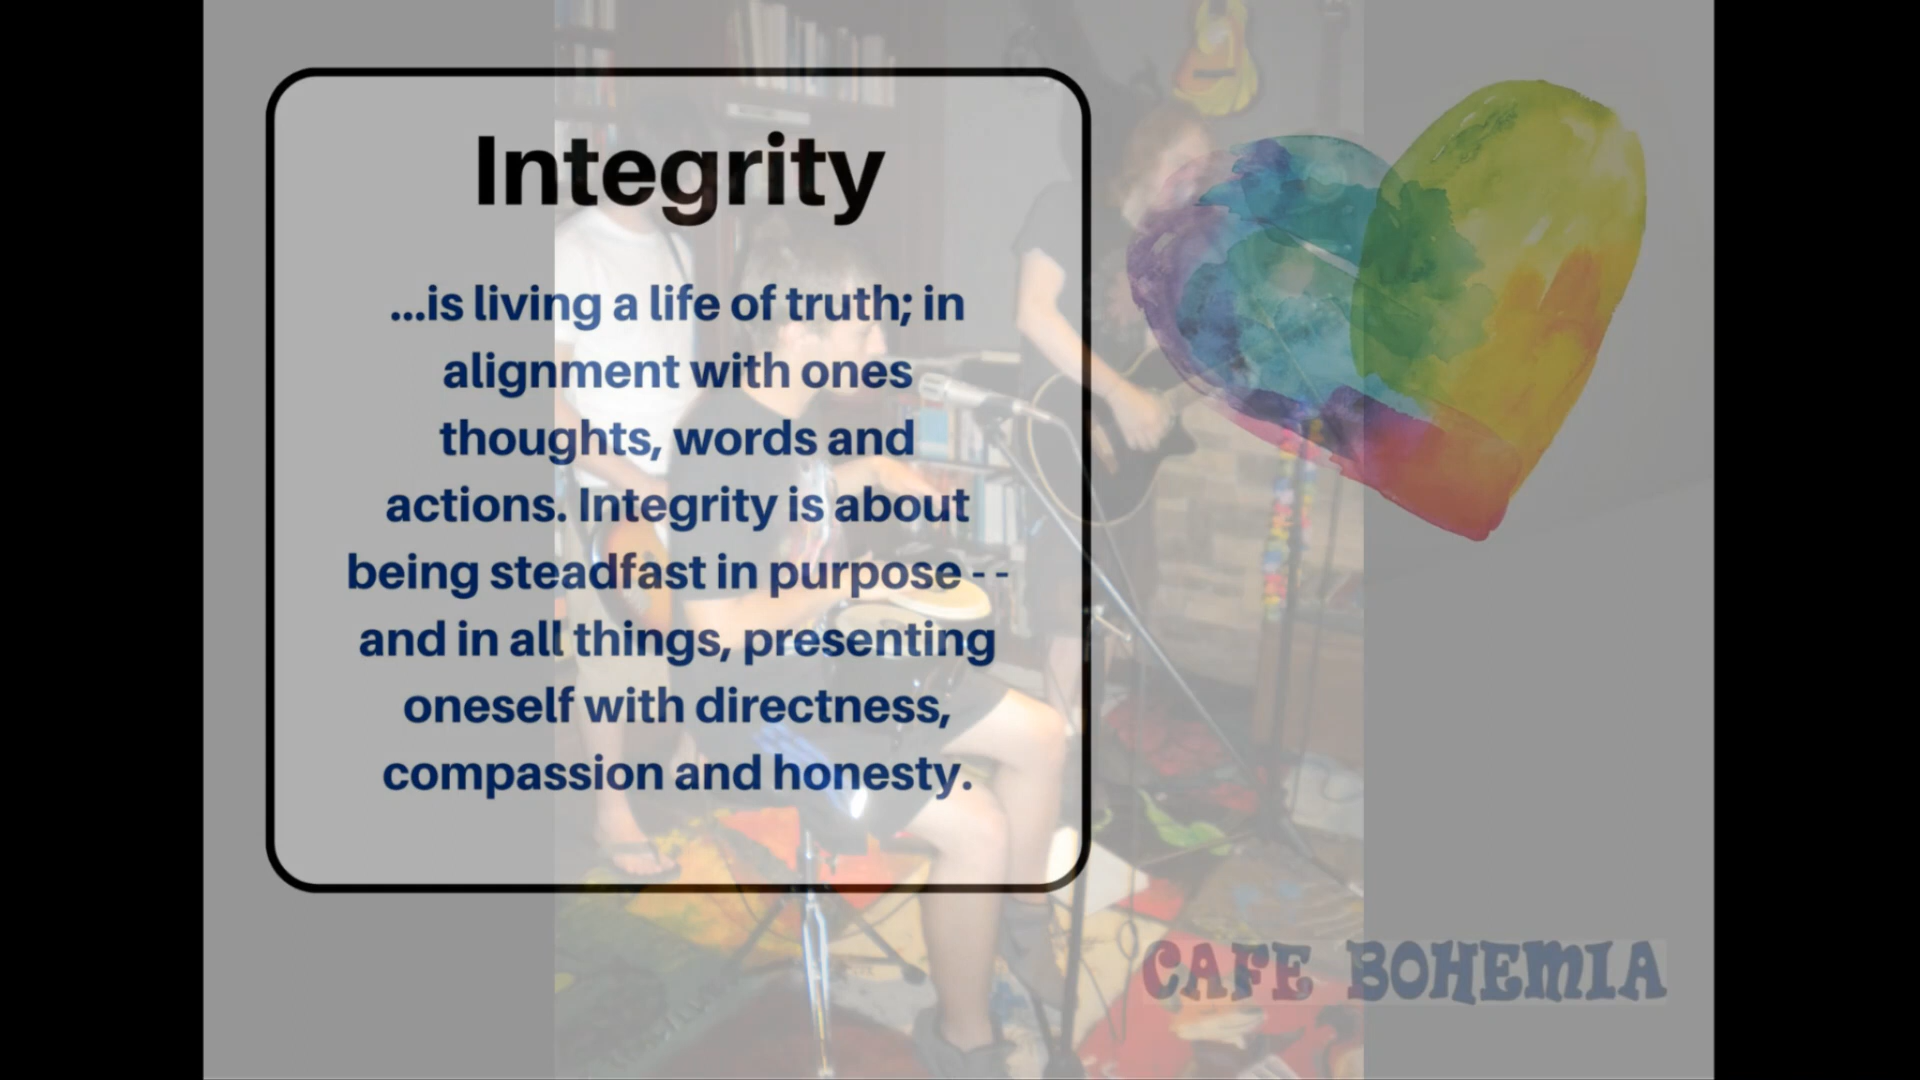 Integrity
...is living a life of truth; in
alignment with ones
thoughts, words and
actions. Integrity is about
being steadfast in purpose - -
and in all things, presenting
oneself with directness,
compassion and honesty.
CAFE BOHEMIA